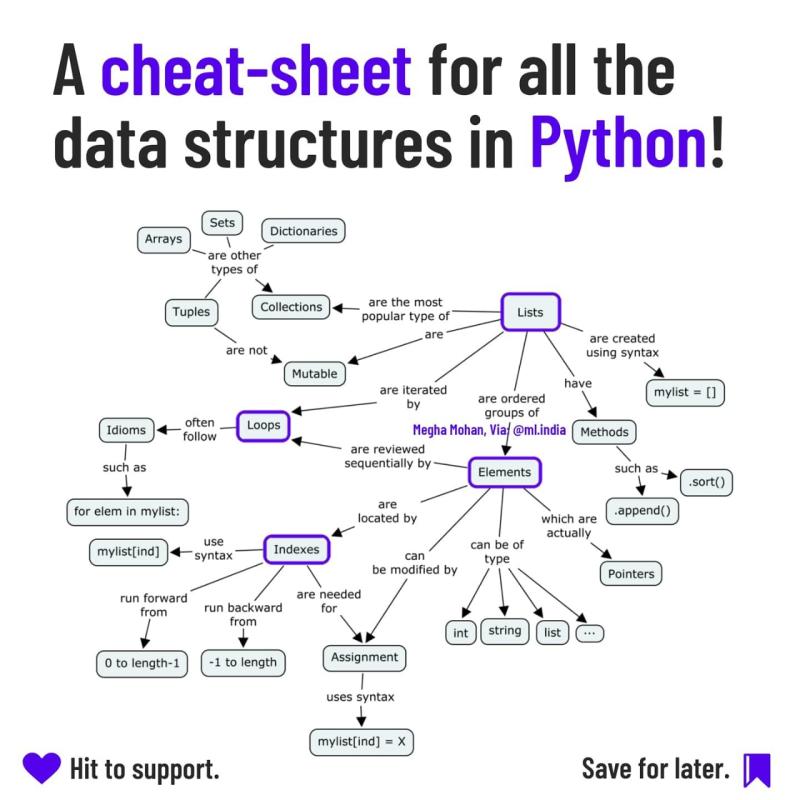 A cheat-sheet for all the
data structures in Python!
Sets
Arrays
Dictionaries
are other
types of
Tuples
Collections
are the most
popular type of
Lists
are
are not
Mutable
are created
using syntax
mylist = []
are iterated
by
are ordered
groups of
have
Idioms
often
follow
Loops
Megha Mohan, Via: @ml.india
Methods
are reviewed
sequentially by
such as
Elements
such as
.sort()
for elem in mylist:
.append()
are
located by
which are
actually
mylist[ind]
use
syntax
Indexes
can
be modified by
can be of
type
Pointers
run forward
from
run backward
from
are needed
for
int
string
list
...
0 to length-1
-1 to length
Assignment
uses syntax
mylist[ind] = X
Hit to support.
Save for later.